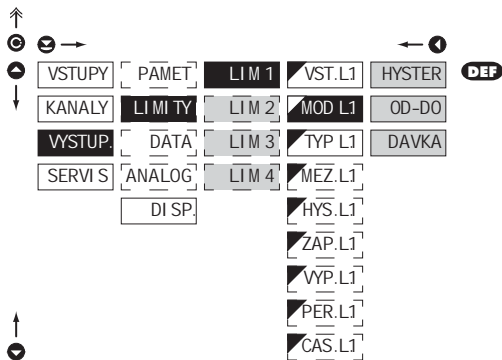 VSTUPY PAMET LIM 1 VST.L1 HYSTER DEF
KANALY LIMITY LIM 2 MOD L1 OD-DO
VYSTUP. DATA LIM 3 TYP L1 DAVKA
SERVIS ANALOG LIM 4 MEZ.L1
DISP. HYS.L1
ZAP.L1
VYP.L1
PER.L1
CAS.L1